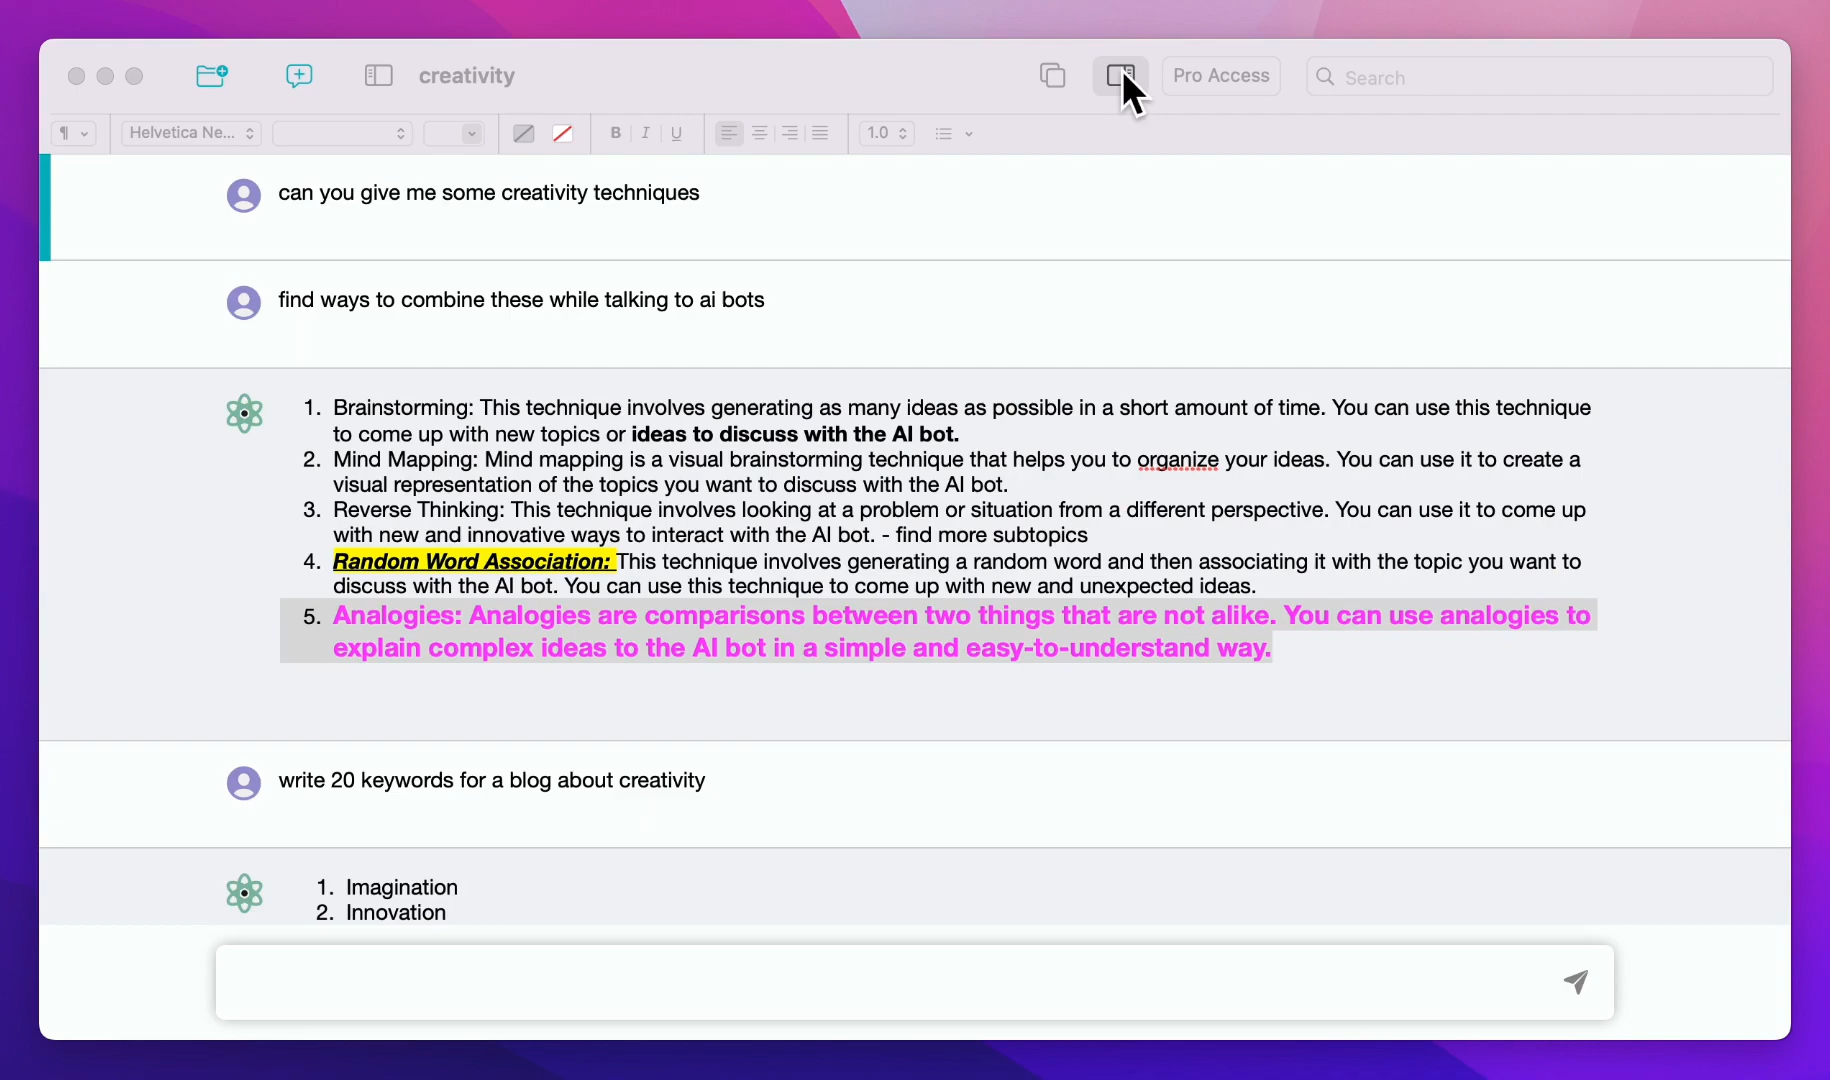 creativity
Pro Access
Search
¶
Helvetica Ne...
B I U
1.0
can you give me some creativity techniques
find ways to combine these while talking to ai bots
1. Brainstorming: This technique involves generating as many ideas as possible in a short amount of time. You can use this technique
to come up with new topics or ideas to discuss with the AI bot.
2. Mind Mapping: Mind mapping is a visual brainstorming technique that helps you to organize your ideas. You can use it to create a
visual representation of the topics you want to discuss with the AI bot.
3. Reverse Thinking: This technique involves looking at a problem or situation from a different perspective. You can use it to come up
with new and innovative ways to interact with the AI bot. - find more subtopics
4. Random Word Association: This technique involves generating a random word and then associating it with the topic you want to
discuss with the AI bot. You can use this technique to come up with new and unexpected ideas.
5. Analogies: Analogies are comparisons between two things that are not alike. You can use analogies to
explain complex ideas to the AI bot in a simple and easy-to-understand way.
write 20 keywords for a blog about creativity
1. Imagination
2. Innovation